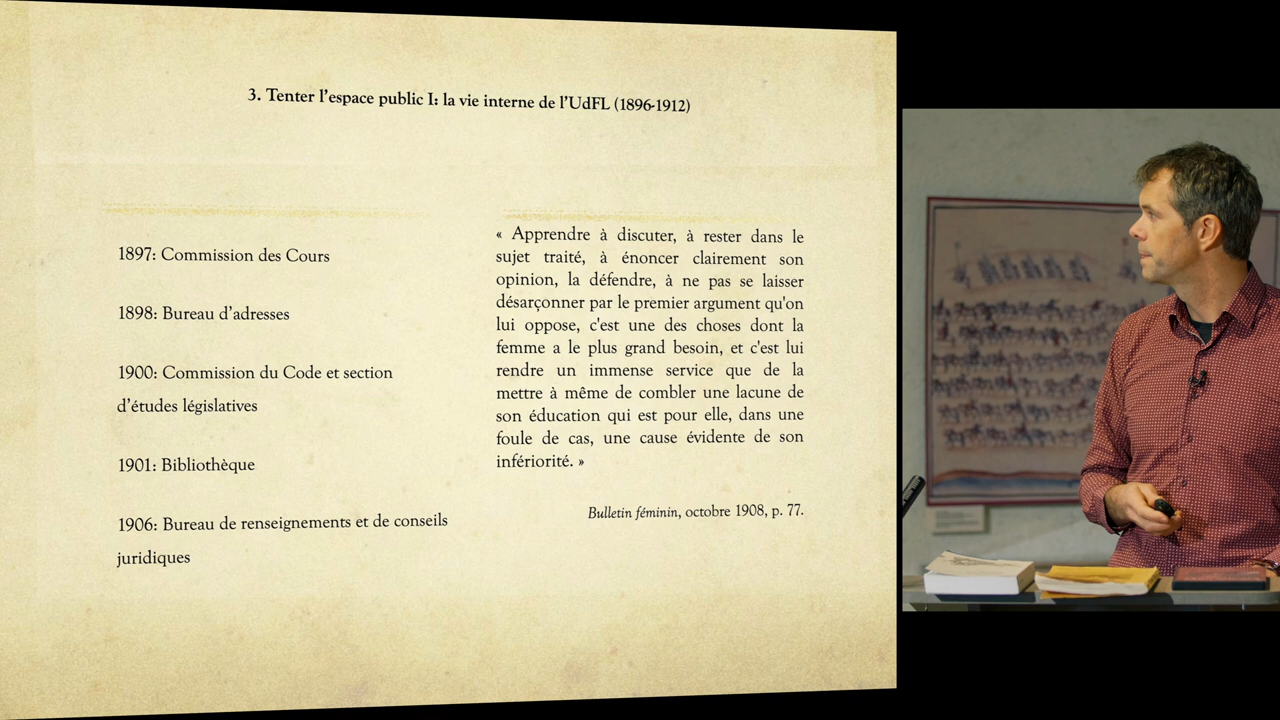 3. Tenter l'espace public I: la vie interne de l'UdFL (1896-1912)
1897: Commission des Cours
1898: Bureau d'adresses
1900: Commission du Code et section
d'études législatives
1901: Bibliothèque
1906: Bureau de renseignements et de conseils
juridiques
« Apprendre à discuter, à rester dans le
sujet traité, à énoncer clairement son
opinion, la défendre, à ne pas se laisser
désarçonner par le premier argument qu'on
lui oppose, c'est une des choses dont la
femme a le plus grand besoin, et c'est lui
rendre un immense service que de la
mettre à même de combler une lacune de
son éducation qui est pour elle, dans une
foule de cas, une cause évidente de son
infériorité. »
Bulletin féminin, octobre 1908, p. 77.